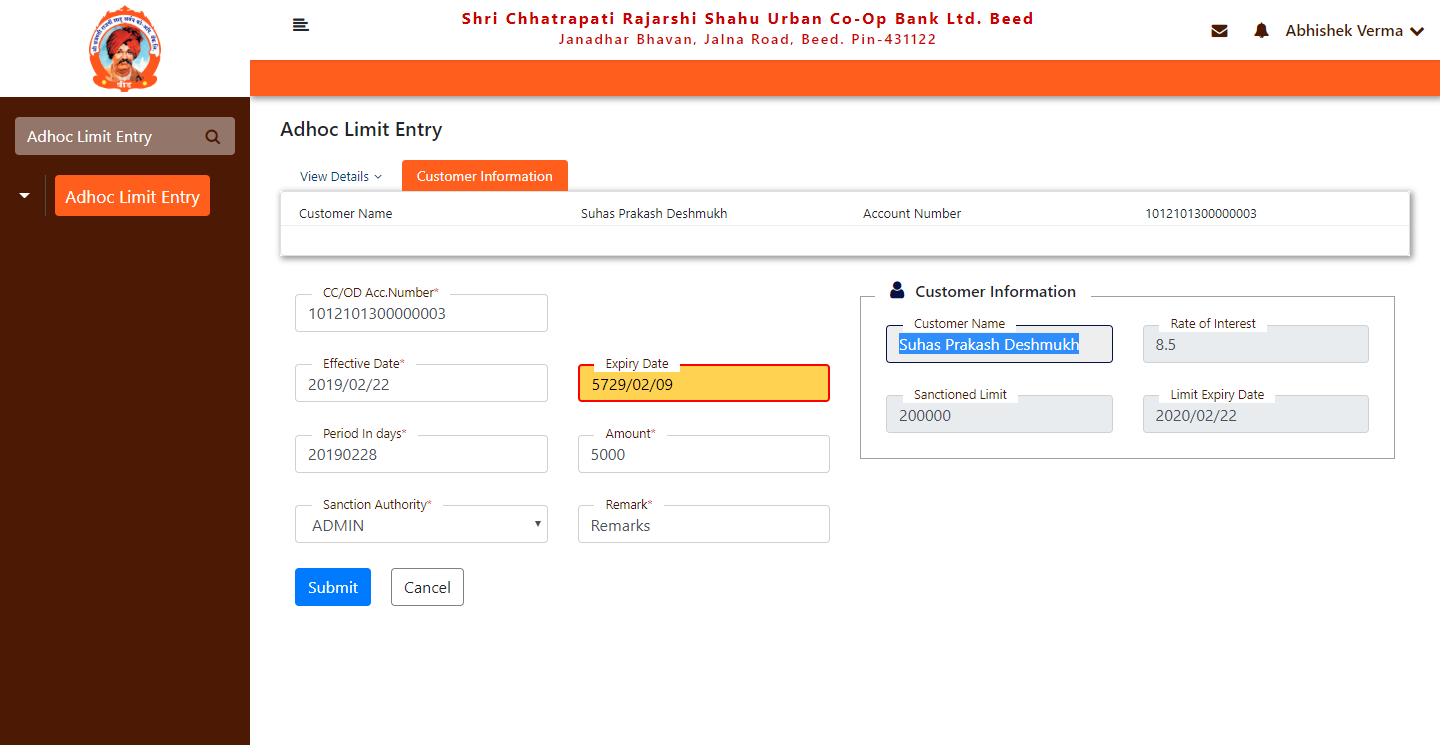 Shri Chhatrapati Rajarshi Shahu Urban Co-Op Bank Ltd. Beed
Janadhar Bhavan, Jalna Road, Beed. Pin-431122
Abhishek Verma
बीड
Adhoc Limit Entry
Adhoc Limit Entry
Adhoc Limit Entry
View Details
Customer Information
Customer Name Suhas Prakash Deshmukh Account Number 1012101300000003
CC/OD Acc.Number*
1012101300000003
Effective Date*
2019/02/22
Expiry Date
5729/02/09
Period In days*
20190228
Amount*
5000
Sanction Authority*
ADMIN
Remark*
Remarks
Submit
Cancel
Customer Information
Customer Name
Suhas Prakash Deshmukh
Rate of Interest
8.5
Sanctioned Limit
200000
Limit Expiry Date
2020/02/22